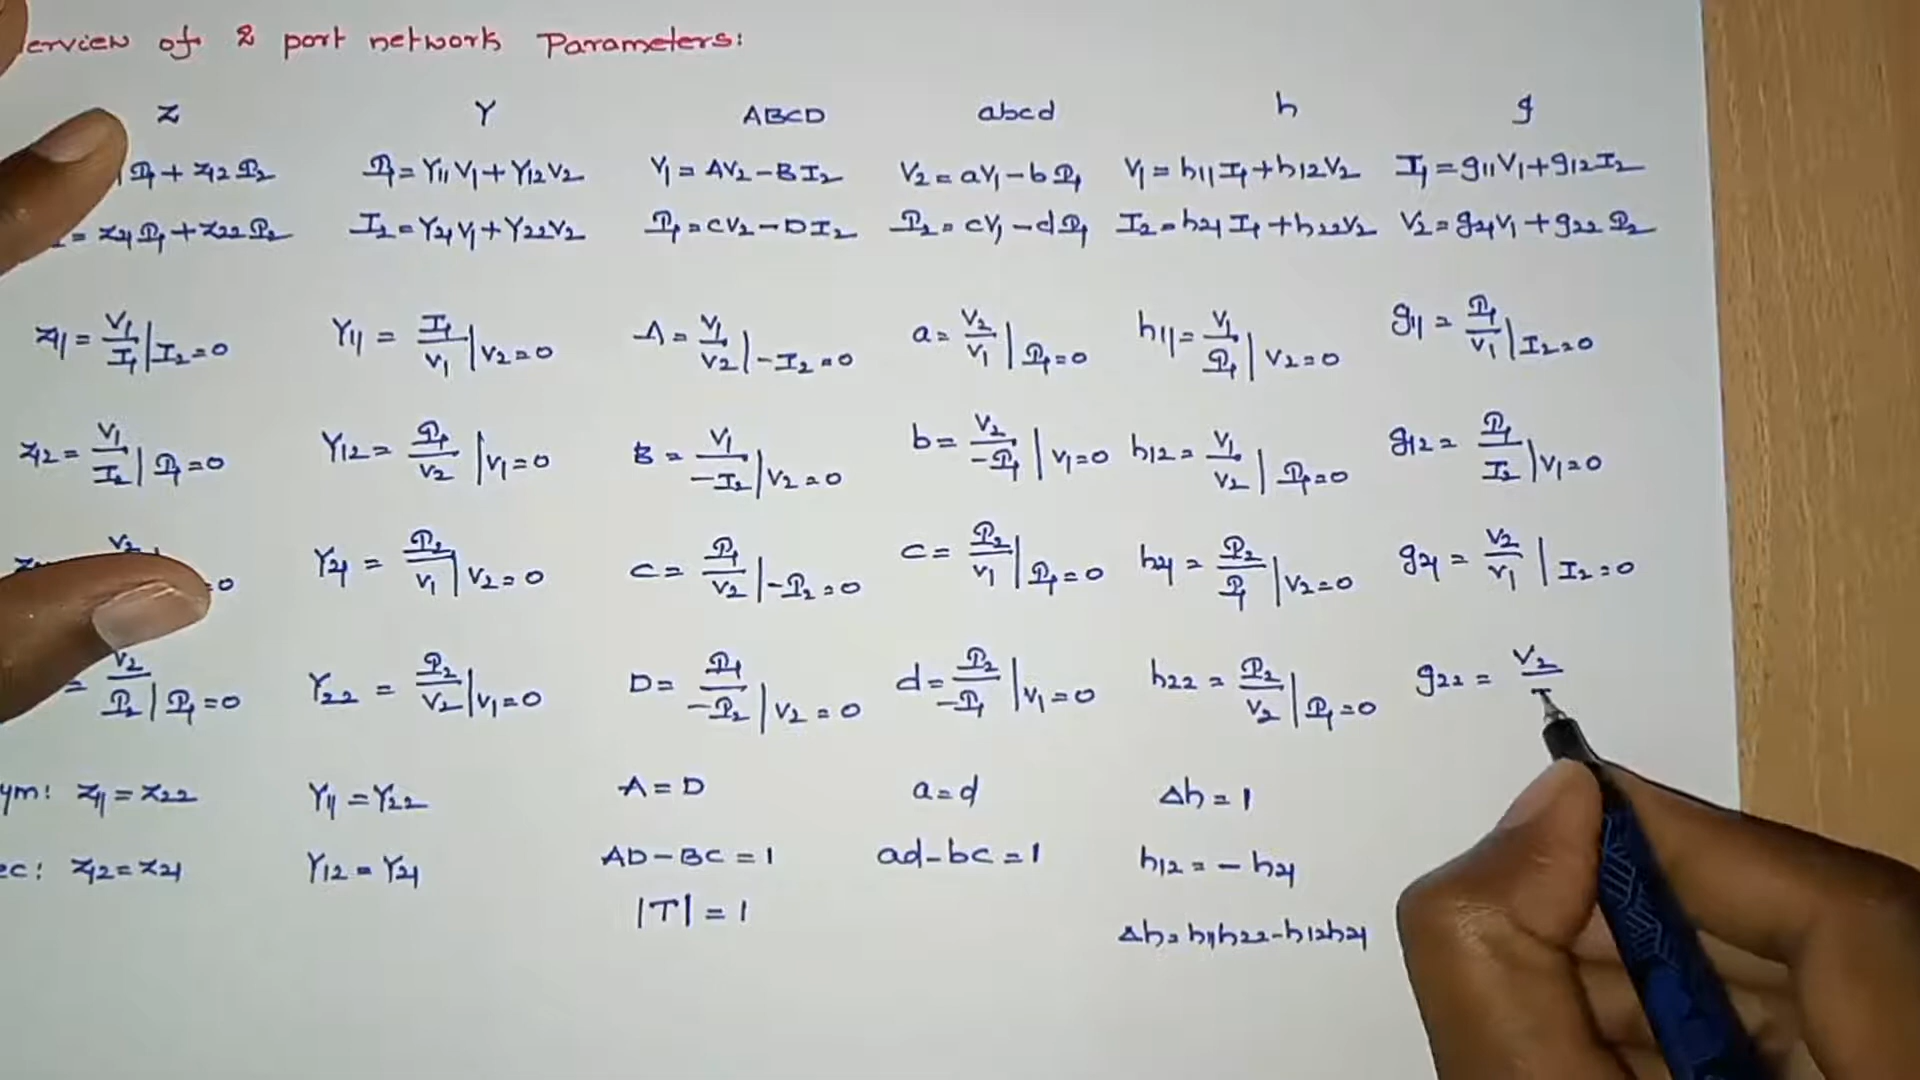 erview of 2 port network Parameters:
Z Y ABCD abcd h g
I1 + Z12 I2 I1 = Y11 V1 + Y12 V2 V1 = AV2 - B I2 V2 = aV1 - b I1 V1 = h11 I1 + h12 V2 I1 = g11 V1 + g12 I2
= Z21 I1 + Z22 I2 I2 = Y21 V1 + Y22 V2 I1 = CV2 - D I2 I2 = cV1 - d I1 I2 = h21 I1 + h22 V2 V2 = g21 V1 + g22 I2
Z11 = V1/I1 | I2 = 0 Y11 = I1/V1 | V2 = 0 A = V1/V2 | -I2 = 0 a = V2/V1 | I1 = 0 h11 = V1/I1 | V2 = 0 g11 = I1/V1 | I2 = 0
Z12 = V1/I2 | I1 = 0 Y12 = I1/V2 | V1 = 0 B = V1/-I2 | V2 = 0 b = V2/-I1 | V1 = 0 h12 = V1/V2 | I1 = 0 g12 = I1/I2 | V1 = 0
V2 = 0 Y21 = I2/V1 | V2 = 0 C = I1/V2 | -I2 = 0 c = I2/V1 | I1 = 0 h21 = I2/I1 | V2 = 0 g21 = V2/V1 | I2 = 0
= V2/I2 | I1 = 0 Y22 = I2/V2 | V1 = 0 D = I1/-I2 | V2 = 0 d = I2/-I1 | V1 = 0 h22 = I2/V2 | I1 = 0 g22 = V2/I
ym: Z11 = Z22 Y11 = Y22 A = D a = d Δh = 1
ec: Z12 = Z21 Y12 = Y21 AD - BC = 1 ad - bc = 1 h12 = - h21
|T| = 1 Δh = h11h22 - h12h21